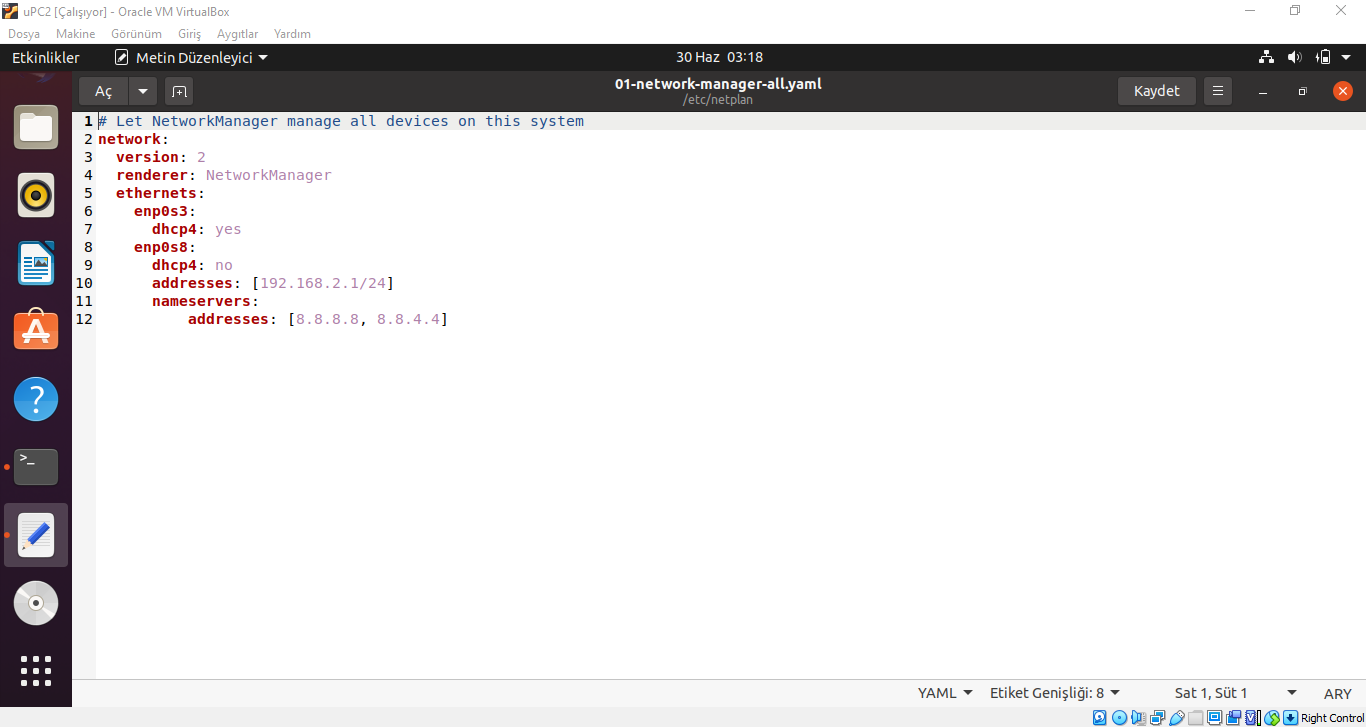 uPC2 [Çalışıyor] - Oracle VM VirtualBox
Dosya Makine Görünüm Giriş Aygıtlar Yardım
Etkinlikler Metin Düzenleyici 30 Haz 03:18
Aç 01-network-manager-all.yaml Kaydet
/etc/netplan
1 # Let NetworkManager manage all devices on this system
2 network:
3   version: 2
4   renderer: NetworkManager
5   ethernets:
6     enp0s3:
7       dhcp4: yes
8     enp0s8:
9       dhcp4: no
10       addresses: [192.168.2.1/24]
11       nameservers:
12           addresses: [8.8.8.8, 8.8.4.4]
YAML Etiket Genişliği: 8 Sat 1, Süt 1 ARY
Right Control